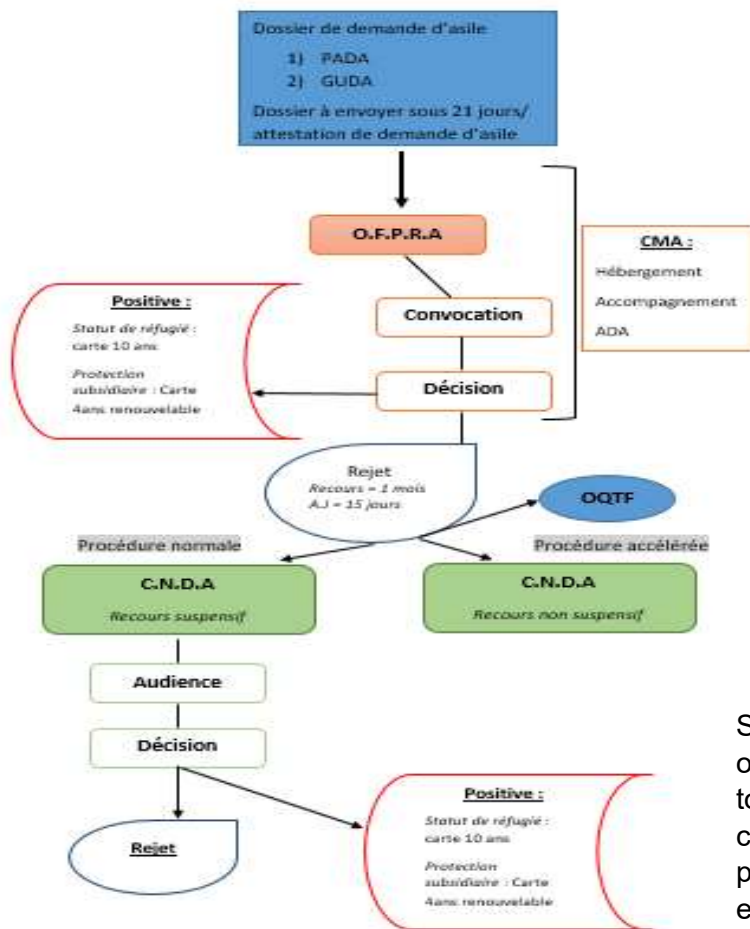 Dossier de demande d'asile
1) PADA
2) GUDA
Dossier à envoyer sous 21 jours/
attestation de demande d'asile
O.F.P.R.A
CMA :
Hébergement
Accompagnement
ADA
Convocation
Décision
Positive :
Statut de réfugié :
carte 10 ans
Protection
subsidiaire : Carte
4ans renouvelable
Rejet
Recours = 1 mois
A.J = 15 jours
OQTF
Procédure normale
Procédure accélérée
C.N.D.A
Recours suspensif
C.N.D.A
Recours non suspensif
Audience
Décision
Rejet
Positive :
Statut de réfugié :
carte 10 ans
Protection
subsidiaire : Carte
4ans renouvelable